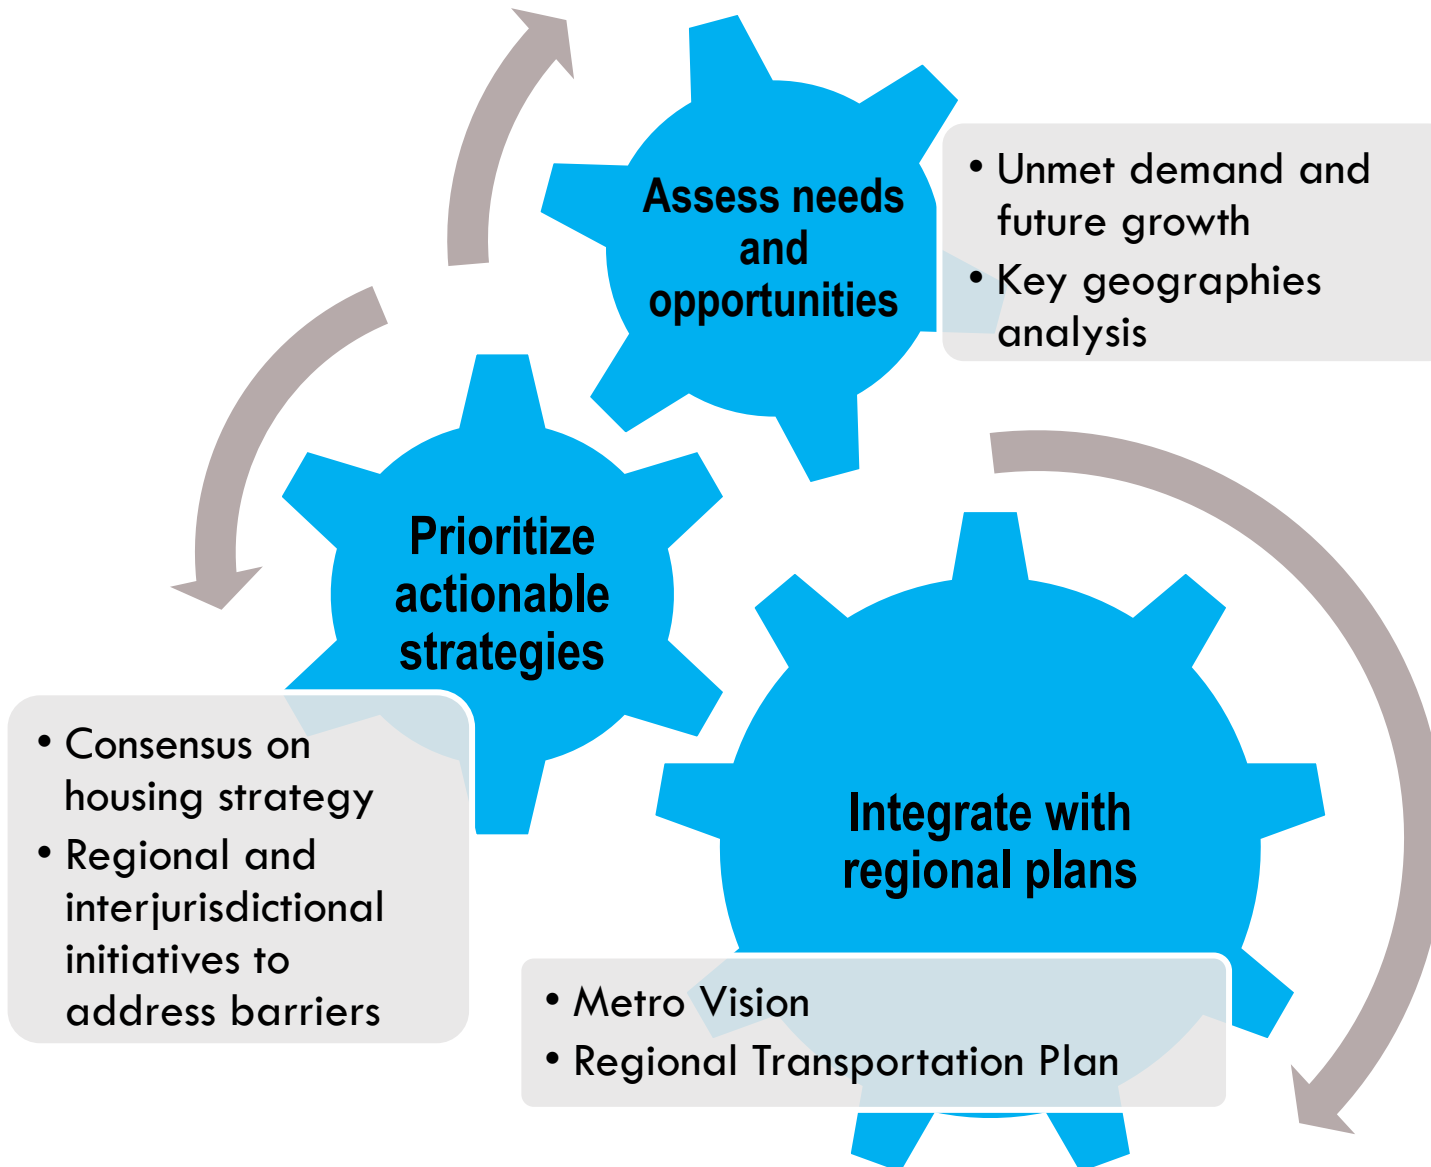 Assess needs
and
opportunities
• Unmet demand and
future growth
• Key geographies
analysis
Prioritize
actionable
strategies
• Consensus on
housing strategy
• Regional and
interjurisdictional
initiatives to
address barriers
Integrate with
regional plans
• Metro Vision
• Regional Transportation Plan